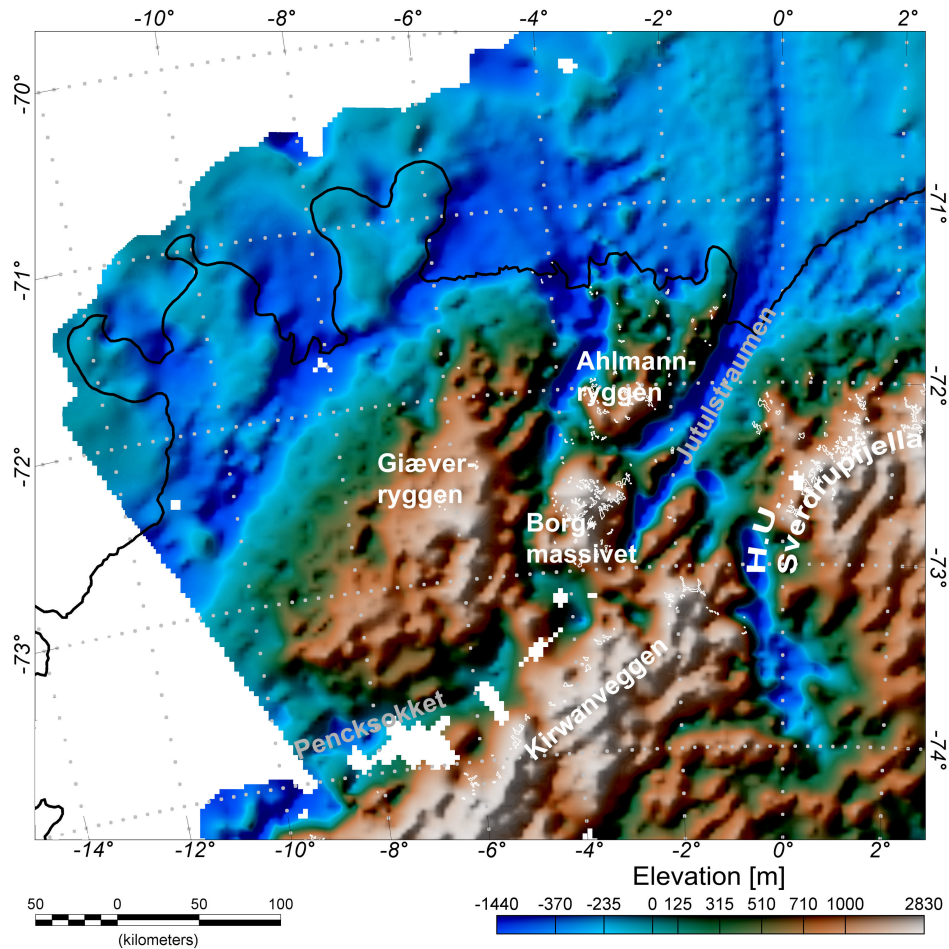 -10° -8° -6° -4° -2° 0° 2°
-70°
-71°
-71°
Ahlmann-
ryggen
Jutulstraumen
-72°
-72°
Giæver-
ryggen
H.U.
Sverdrupfjella
Borg
massivet
-73°
-73°
Kirwanveggen
Pencksokket
-74°
-14° -12° -10° -8° -6° -4° -2° 0° 2°
Elevation [m]
50 0 50 100
(kilometers)
-1440 -370 -235 0 125 315 510 710 1000 2830